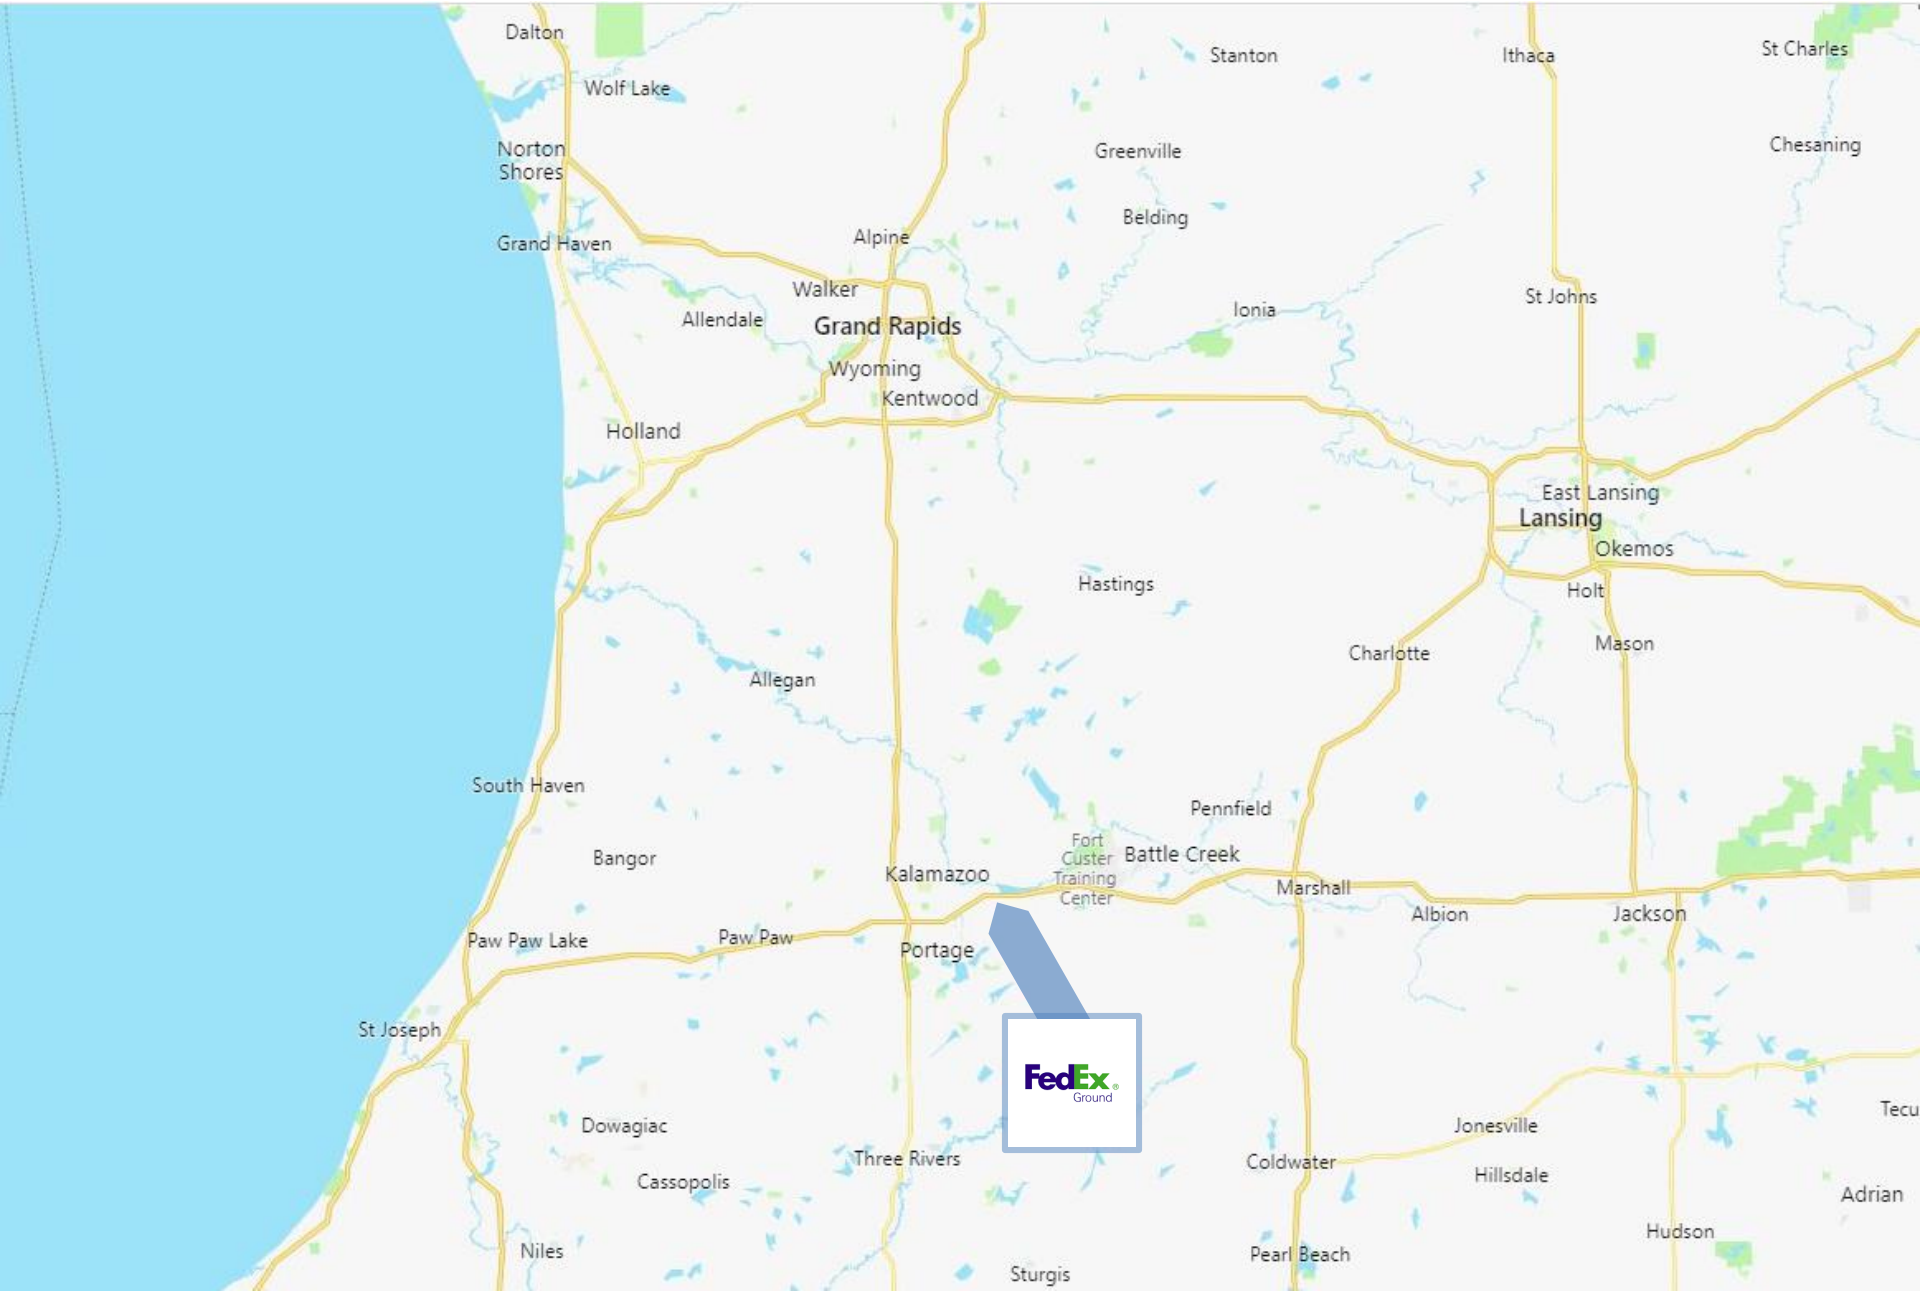 Dalton
Stanton
Ithaca
St Charles
Wolf Lake
Norton
Shores
Greenville
Chesaning
Belding
Grand Haven
Alpine
Walker
Allendale
Grand Rapids
Ionia
St Johns
Wyoming
Kentwood
Holland
East Lansing
Lansing
Okemos
Hastings
Holt
Charlotte
Mason
Allegan
South Haven
Pennfield
Bangor
Fort
Custer
Training
Center
Battle Creek
Kalamazoo
Marshall
Albion
Jackson
Paw Paw Lake
Paw Paw
Portage
St Joseph
FedEx®
Ground
Dowagiac
Jonesville
Tecu
Three Rivers
Cassopolis
Coldwater
Hillsdale
Adrian
Hudson
Niles
Pearl Beach
Sturgis